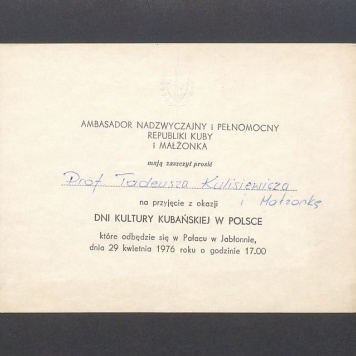 AMBASADOR NADZWYCZAJNY I PEŁNOMOCNY
REPUBLIKI KUBY
I MAŁŻONKA
mają zaszczyt prosić
Prof. Tadeusza Kulisiewicza
i Małżonkę
na przyjęcie z okazji
DNI KULTURY KUBAŃSKIEJ W POLSCE
które odbędzie się w Pałacu w Jabłonnie,
dnia 29 kwietnia 1976 roku o godzinie 17.00